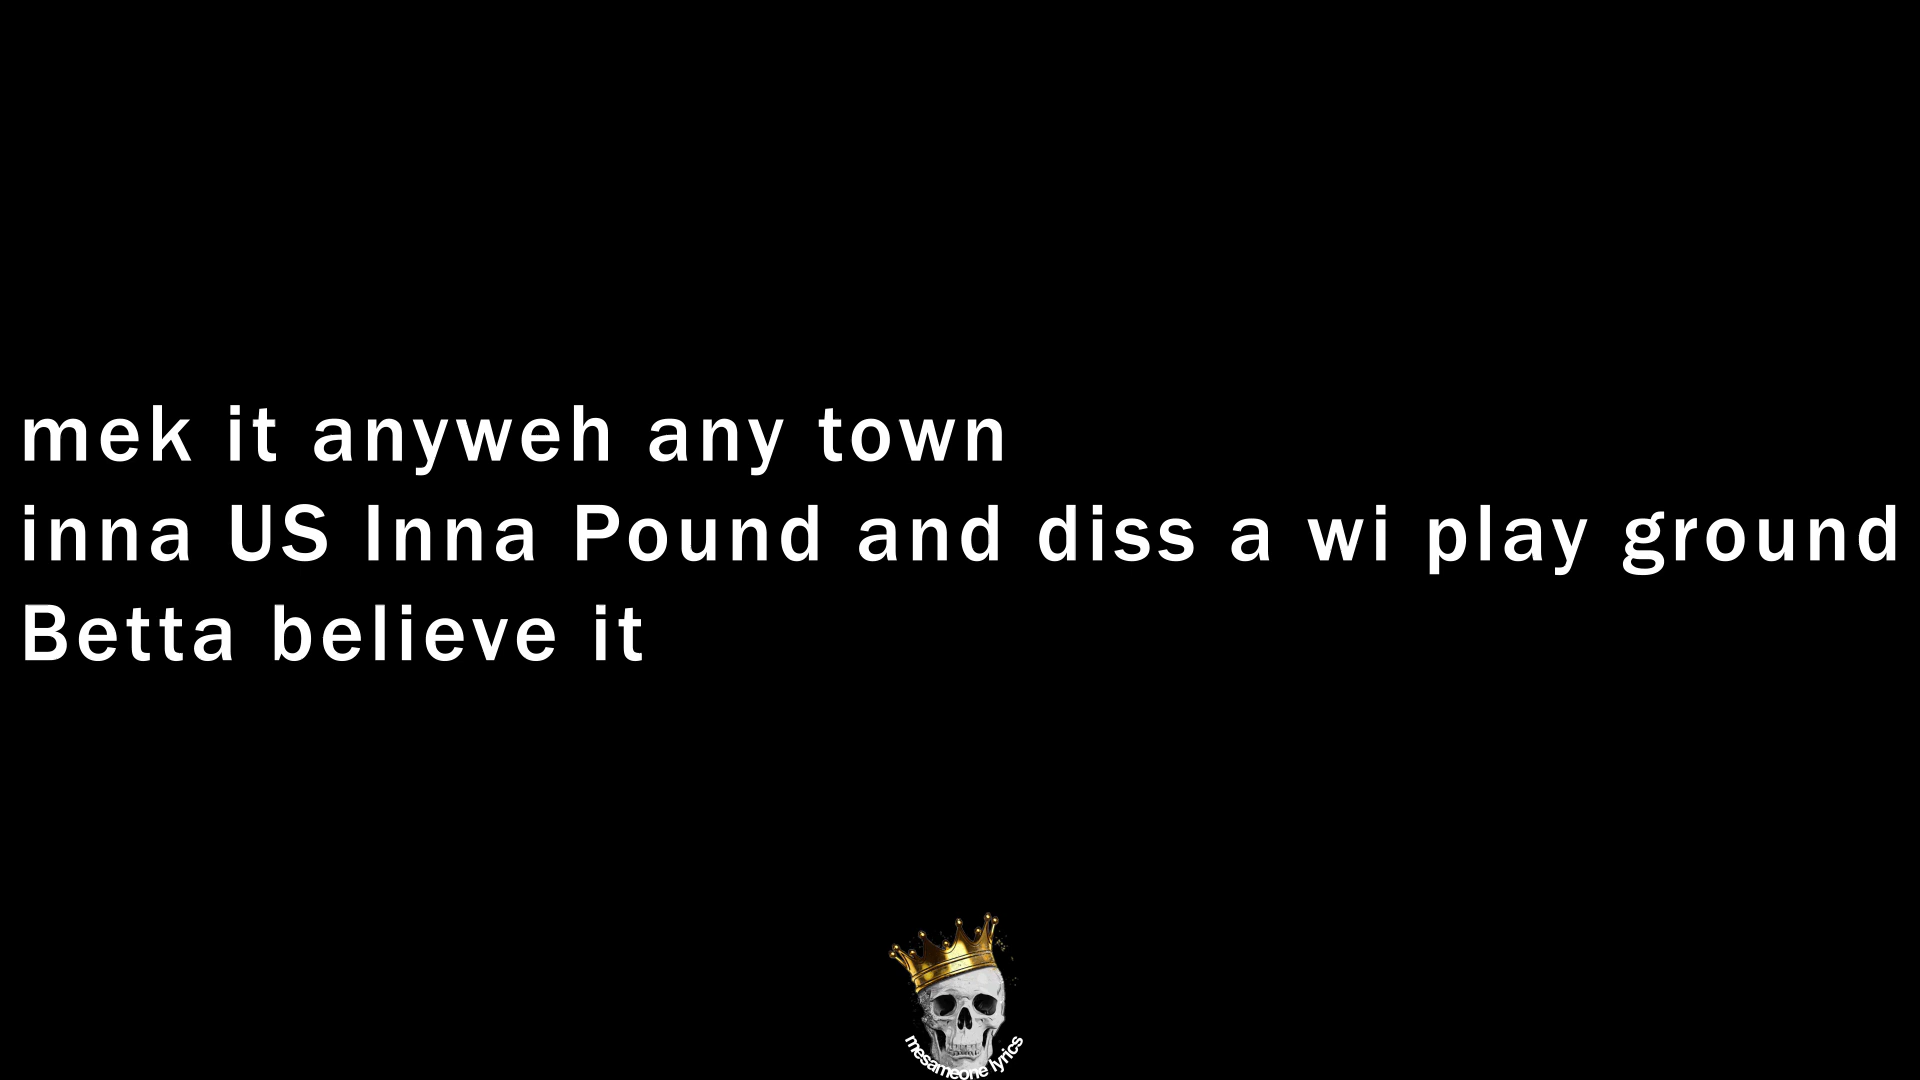 mek it anyweh any town
inna US Inna Pound and diss a wi play ground
Betta believe it
mesameone lyrics